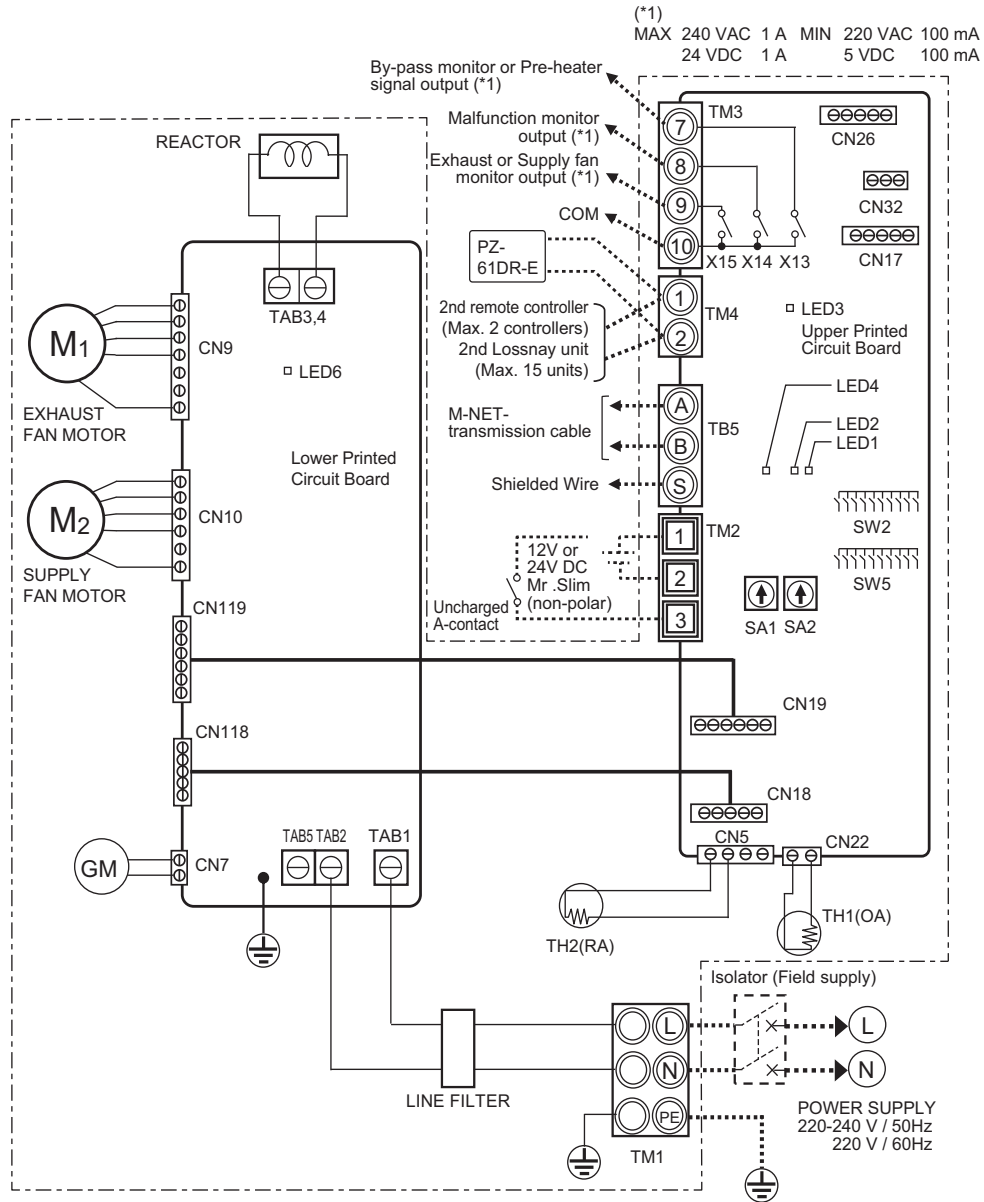 (*1)
MAX 240 VAC 1 A MIN 220 VAC 100 mA
24 VDC 1 A 5 VDC 100 mA
By-pass monitor or Pre-heater
signal output (*1)
Malfunction monitor
output (*1)
Exhaust or Supply fan
monitor output (*1)
COM
7
8
9
10
TM3
X15 X14 X13
CN26
CN32
CN17
REACTOR
TAB3,4
PZ-
61DR-E
2nd remote controller
(Max. 2 controllers)
2nd Lossnay unit
(Max. 15 units)
1
2
TM4
LED3
Upper Printed
Circuit Board
M1
EXHAUST
FAN MOTOR
CN9
LED6
Lower Printed
Circuit Board
M-NET-
transmission cable
Shielded Wire
A
B
S
TB5
LED4
LED2
LED1
M2
SUPPLY
FAN MOTOR
CN10
12V or
24V DC
Mr .Slim
(non-polar)
Uncharged
A-contact
1
2
3
TM2
SW2
SW5
SA1 SA2
CN119
CN19
CN118
CN18
GM
CN7
TAB5 TAB2 TAB1
CN5
CN22
TH2(RA)
TH1(OA)
Isolator (Field supply)
LINE FILTER
L
N
PE
TM1
L
N
POWER SUPPLY
220-240 V / 50Hz
220 V / 60Hz